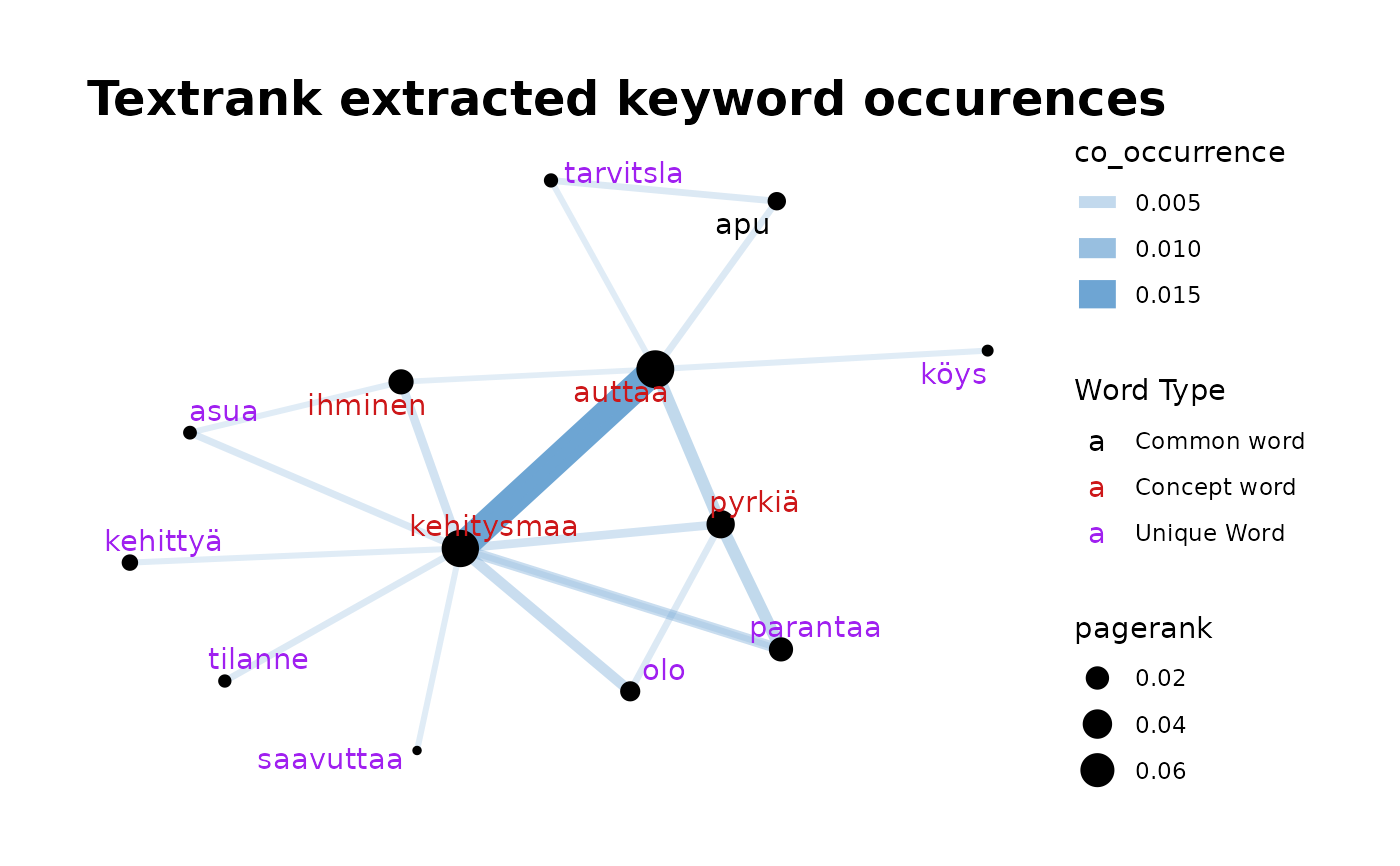 Textrank extracted keyword occurences
tarvitsla
apu
köys
auttaa
ihminen
asua
pyrkiä
kehitysmaa
kehittyä
parantaa
tilanne
olo
saavuttaa
co_occurrence
0.005
0.010
0.015
Word Type
a Common word
a Concept word
a Unique Word
pagerank
0.02
0.04
0.06